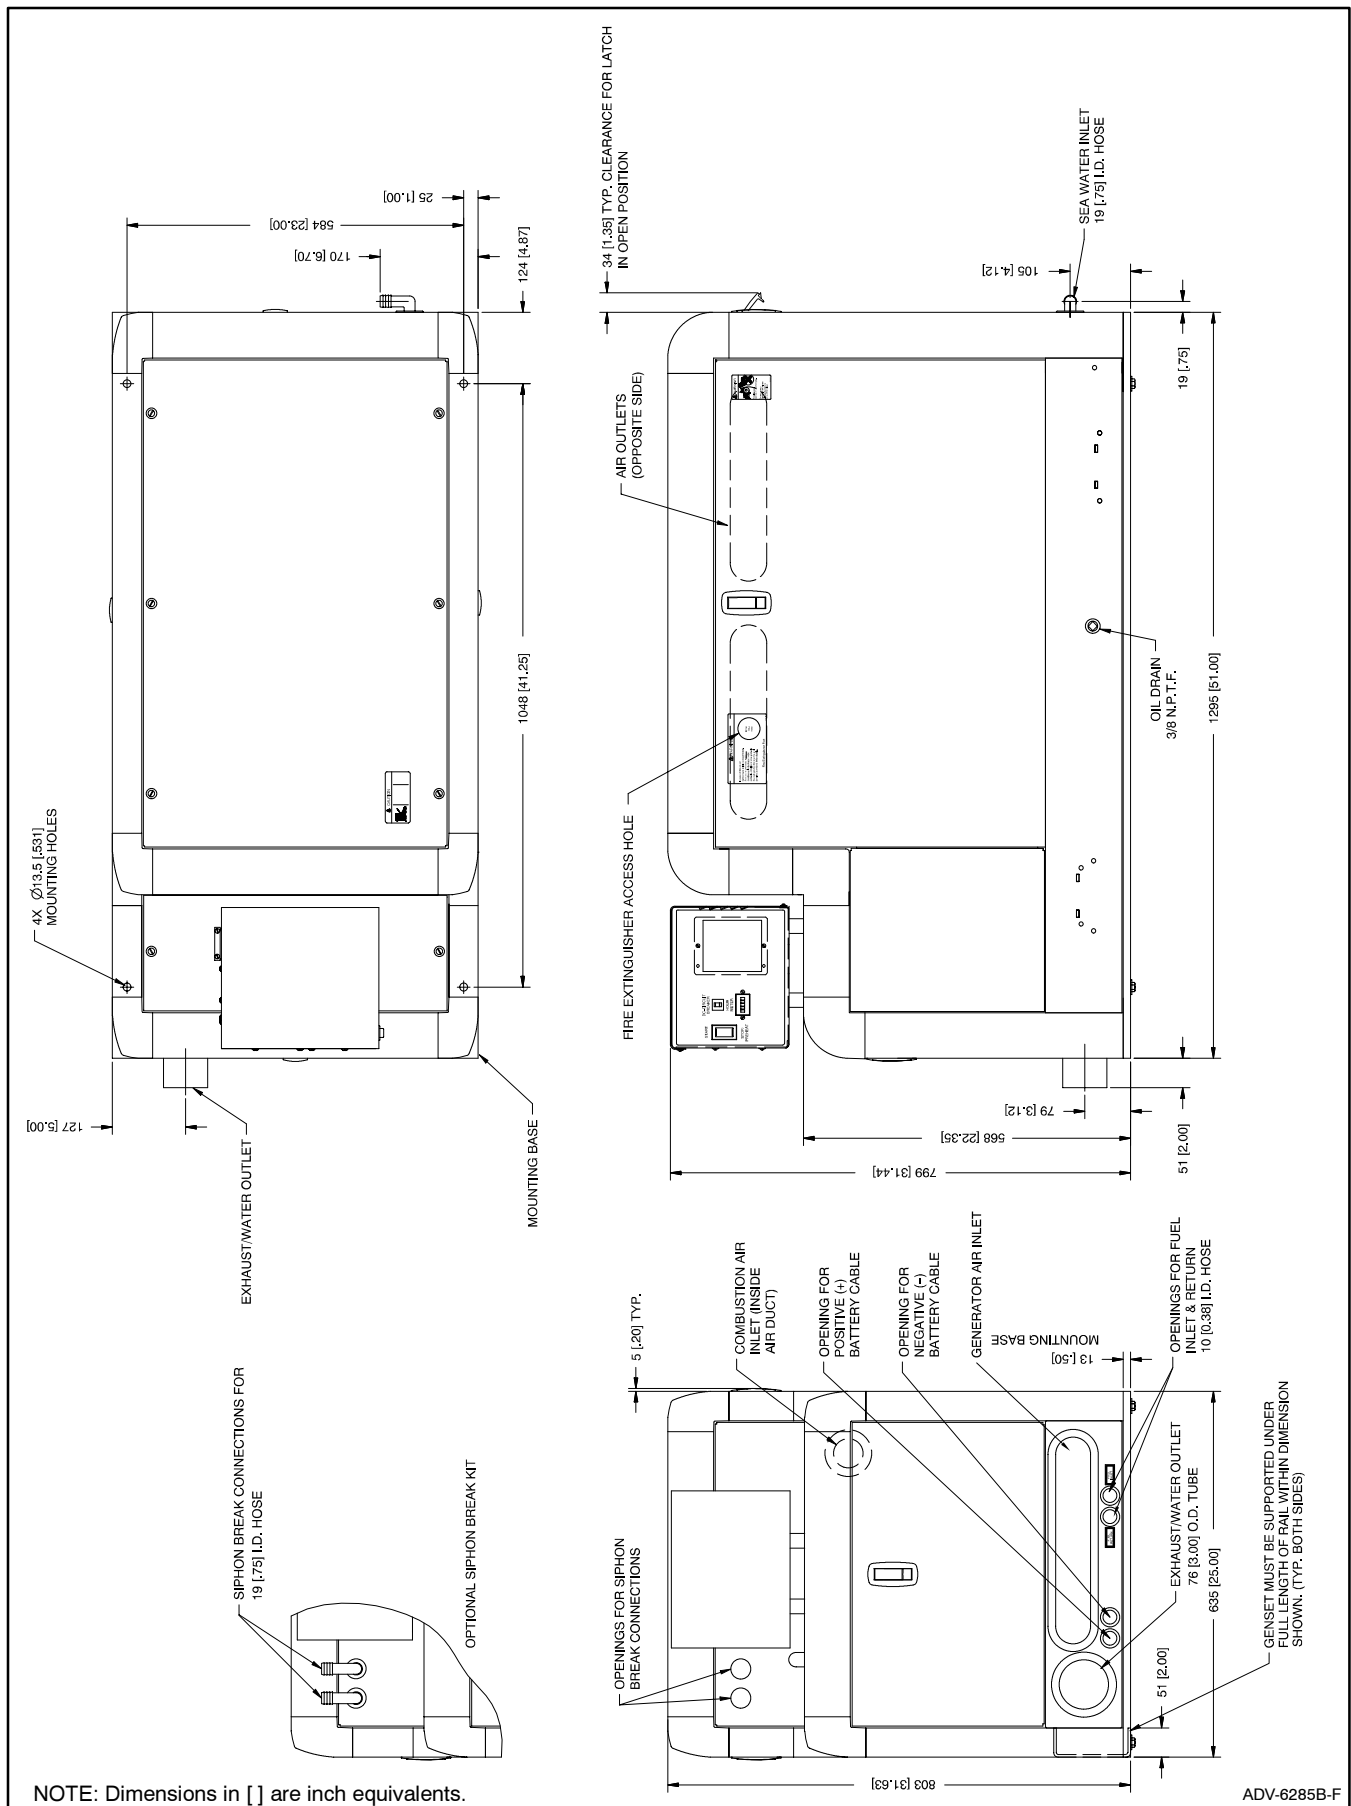 34 [1.35] TYP. CLEARANCE FOR LATCH
IN OPEN POSITION
25 [1.00]
584 [23.00]
170 [6.70]
124 [4.87]
SEA WATER INLET
19 [.75] I.D. HOSE
105 [4.12]
19 [.75]
AIR OUTLETS
(OPPOSITE SIDE)
1048 [41.25]
OIL DRAIN
3/8 N.P.T.F.
1295 [51.00]
4X Ø13.5 [.531]
MOUNTING HOLES
FIRE EXTINGUISHER ACCESS HOLE
127 [5.00]
EXHAUST/WATER OUTLET
MOUNTING BASE
79 [3.12]
568 [22.35]
799 [31.44]
51 [2.00]
SIPHON BREAK CONNECTIONS FOR
19 [.75] I.D. HOSE
OPTIONAL SIPHON BREAK KIT
5 [.20] TYP.
COMBUSTION AIR
INLET (INSIDE
AIR DUCT)
OPENING FOR
POSITIVE (+)
BATTERY CABLE
OPENING FOR
NEGATIVE (-)
BATTERY CABLE
GENERATOR AIR INLET
13 [.50]
MOUNTING BASE
OPENINGS FOR FUEL
INLET & RETURN
10 [0.38] I.D. HOSE
OPENINGS FOR SIPHON
BREAK CONNECTIONS
EXHAUST/WATER OUTLET
76 [3.00] O.D. TUBE
635 [25.00]
51 [2.00]
GENSET MUST BE SUPPORTED UNDER
FULL LENGTH OF RAIL WITHIN DIMENSION
SHOWN. (TYP. BOTH SIDES)
803 [31.63]
NOTE: Dimensions in [ ] are inch equivalents.
ADV-6285B-F